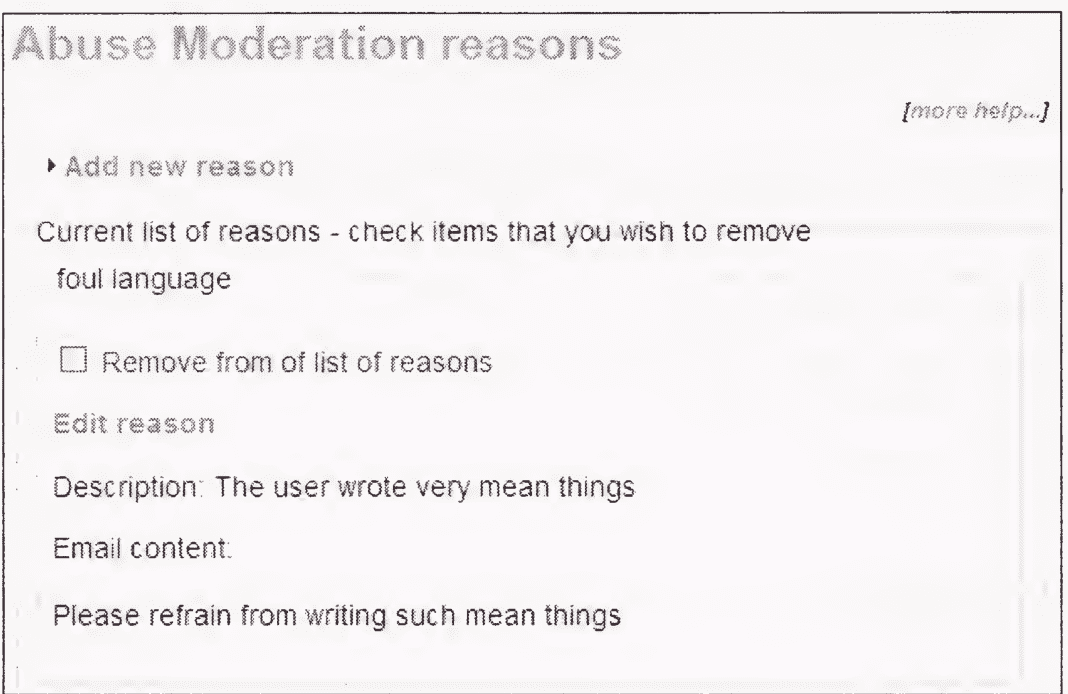 Abuse Moderation reasons
[more help...]
Add new reason
Current list of reasons - check items that you wish to remove
foul language
Remove from of list of reasons
Edit reason
Description: The user wrote very mean things
Email content:
Please refrain from writing such mean things